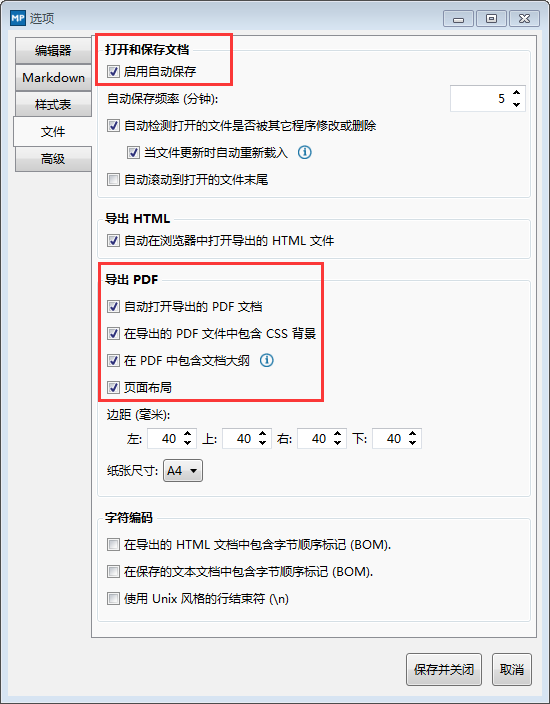 MP 选项
编辑器
Markdown
样式表
文件
高级
打开和保存文档
启用自动保存
自动保存频率 (分钟):
5
自动检测打开的文件是否被其它程序修改或删除
当文件更新时自动重新载入
自动滚动到打开的文件末尾
导出 HTML
自动在浏览器中打开导出的 HTML 文件
导出 PDF
自动打开导出的 PDF 文档
在导出的 PDF 文件中包含 CSS 背景
在 PDF 中包含文档大纲
页面布局
边距 (毫米):
左: 40 上: 40 右: 40 下: 40
纸张尺寸: A4
字符编码
在导出的 HTML 文档中包含字节顺序标记 (BOM).
在保存的文本文档中包含字节顺序标记 (BOM).
使用 Unix 风格的行结束符 (\n)
保存并关闭 取消